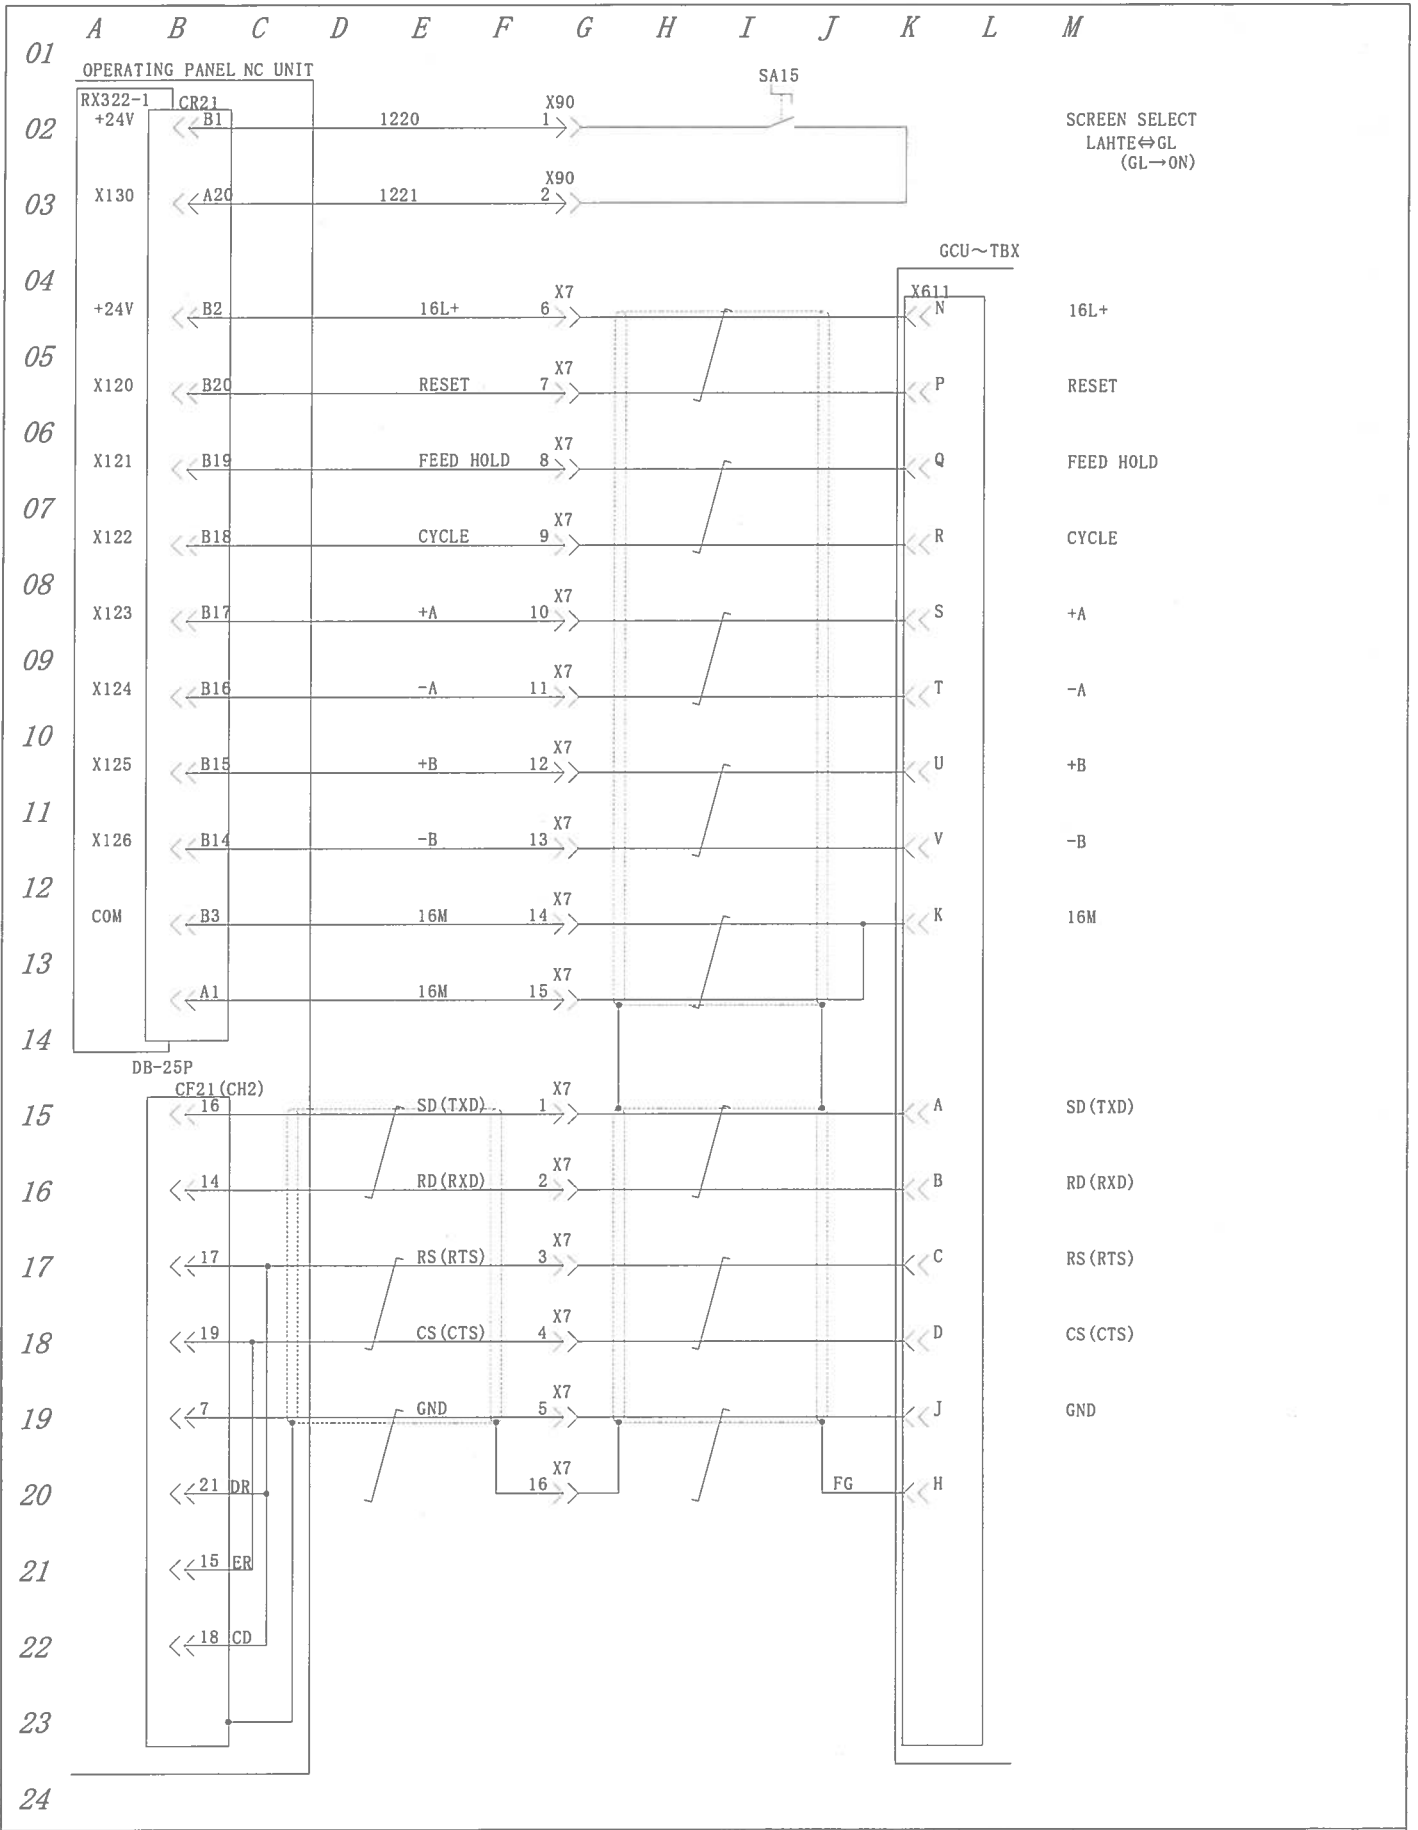 A B C D E F G H I J K L M
01
OPERATING PANEL NC UNIT
SA15
RX322-1 CR21 X90
02 +24V B1 1220 1 SCREEN SELECT
LAHTE⇔GL
(GL→ON)
X90
03 X130 A20 1221 2
GCU~TBX
04
X7 X611
+24V B2 16L+ 6 N 16L+
05
X7
X120 B20 RESET 7 P RESET
06
X7
X121 B19 FEED HOLD 8 Q FEED HOLD
07
X7
X122 B18 CYCLE 9 R CYCLE
08
X7
X123 B17 +A 10 S +A
09
X7
X124 B16 -A 11 T -A
10
X7
X125 B15 +B 12 U +B
11
X7
X126 B14 -B 13 V -B
12
X7
COM B3 16M 14 K 16M
13
X7
A1 16M 15
14
DB-25P
CF21(CH2) X7
15 16 SD(TXD) 1 A SD(TXD)
X7
16 14 RD(RXD) 2 B RD(RXD)
X7
17 17 RS(RTS) 3 C RS(RTS)
X7
18 19 CS(CTS) 4 D CS(CTS)
X7
19 7 GND 5 J GND
X7
20 21 DR 16 FG H
21 15 ER
22 18 CD
23
24